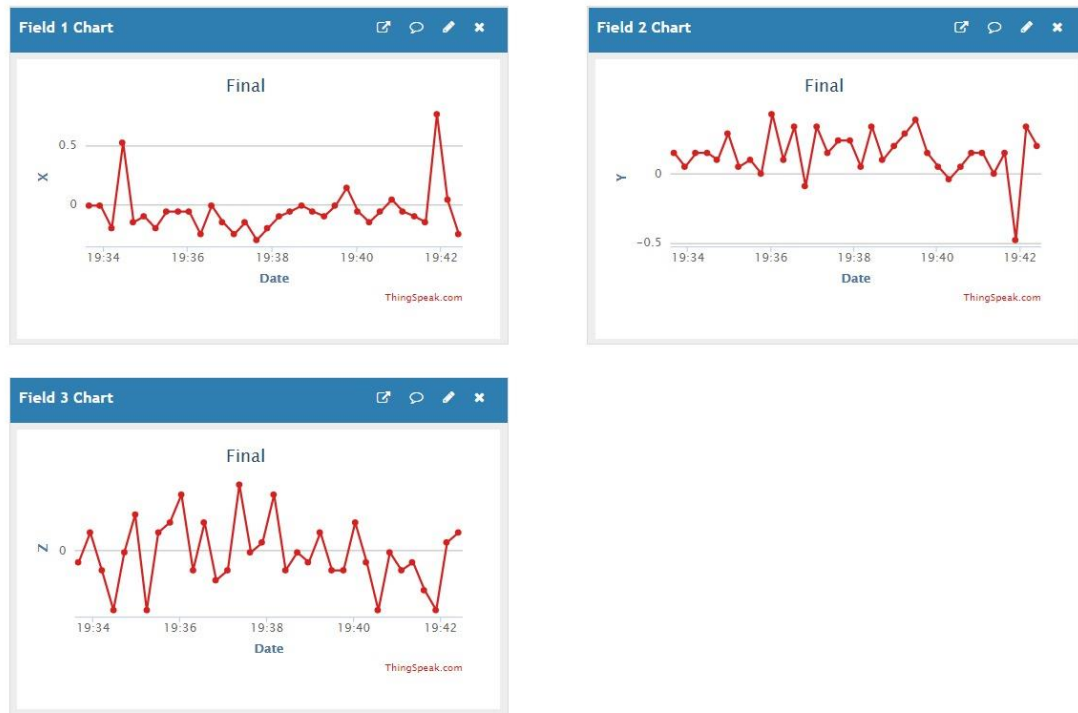 Field 1 Chart
Final
0.5
0
X
19:34 19:36 19:38 19:40 19:42
Date
ThingSpeak.com
Field 2 Chart
Final
0
-0.5
Y
19:34 19:36 19:38 19:40 19:42
Date
ThingSpeak.com
Field 3 Chart
Final
0
Z
19:34 19:36 19:38 19:40 19:42
Date
ThingSpeak.com